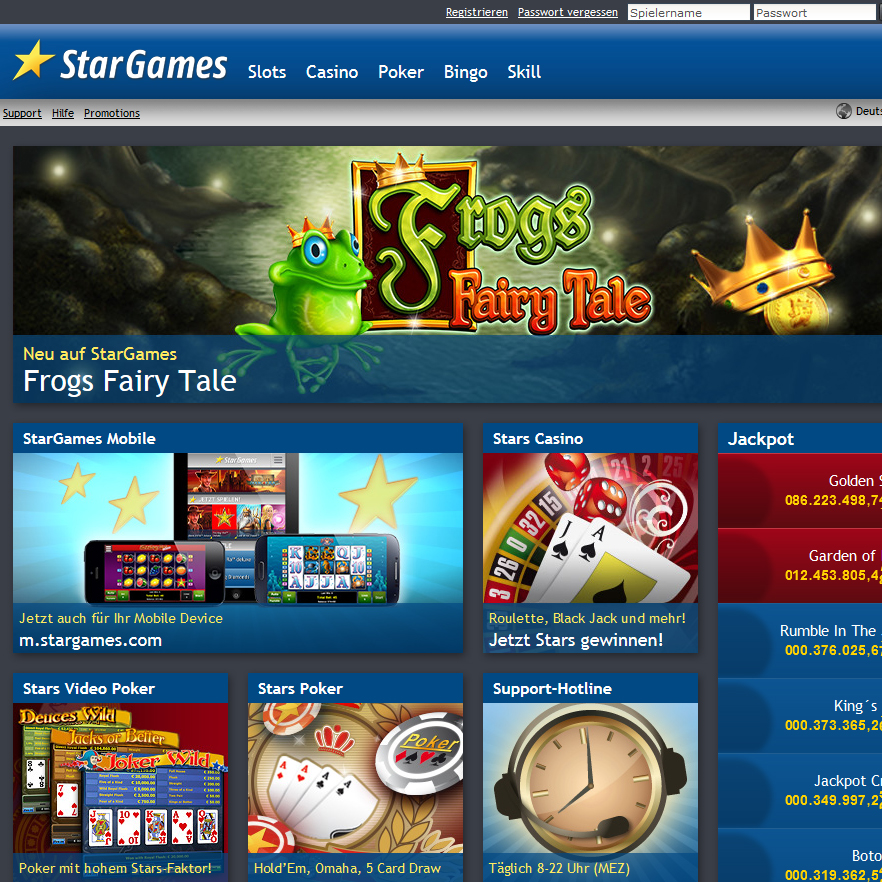 Registrieren Passwort vergessen Spielername Passwort
StarGames Slots Casino Poker Bingo Skill
Support Hilfe Promotions
Frogs
Fairy Tale
Neu auf StarGames
Frogs Fairy Tale
StarGames Mobile
StarGames
JETZT SPIELEN!
Jetzt auch für Ihr Mobile Device
m.stargames.com
Stars Casino
Roulette, Black Jack und mehr!
Jetzt Stars gewinnen!
Jackpot
Golden
086.223.498,74
Garden of
012.453.805,4
Rumble In The
000.376.025,67
King´s
000.373.365,2
Jackpot
000.349.997,2
000.319.362,5
Stars Video Poker
Deuces Wild
Jacks or Better
Joker Wild
Poker mit hohem Stars-Faktor!
Stars Poker
Poker
Hold'Em, Omaha, 5 Card Draw
Support-Hotline
Täglich 8-22 Uhr (MEZ)